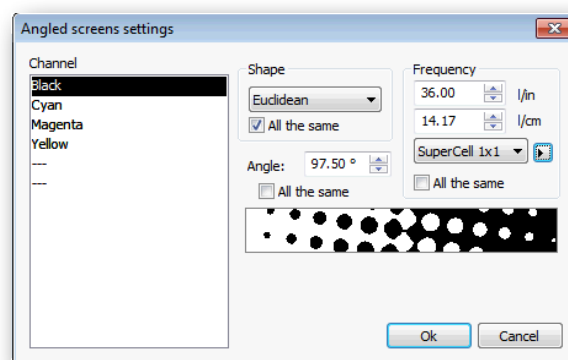 Angled screens settings
Channel
Black
Cyan
Magenta
Yellow
---
---
Shape
Euclidean
All the same
Angle: 97.50 °
All the same
Frequency
36.00 l/in
14.17 l/cm
SuperCell 1x1
All the same
Ok Cancel